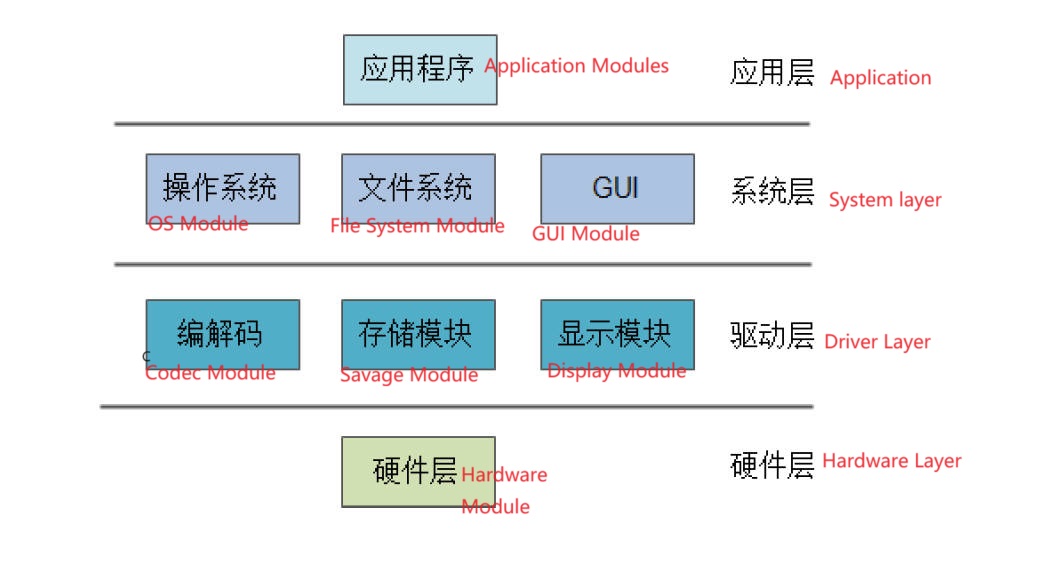 应用程序 Application Modules
应用层 Application
操作系统
文件系统
GUI
系统层 System layer
OS Module
File System Module
GUI Module
编解码
存储模块
显示模块
驱动层 Driver Layer
c
Codec Module
Savage Module
Display Module
硬件层 Hardware
Module
硬件层 Hardware Layer